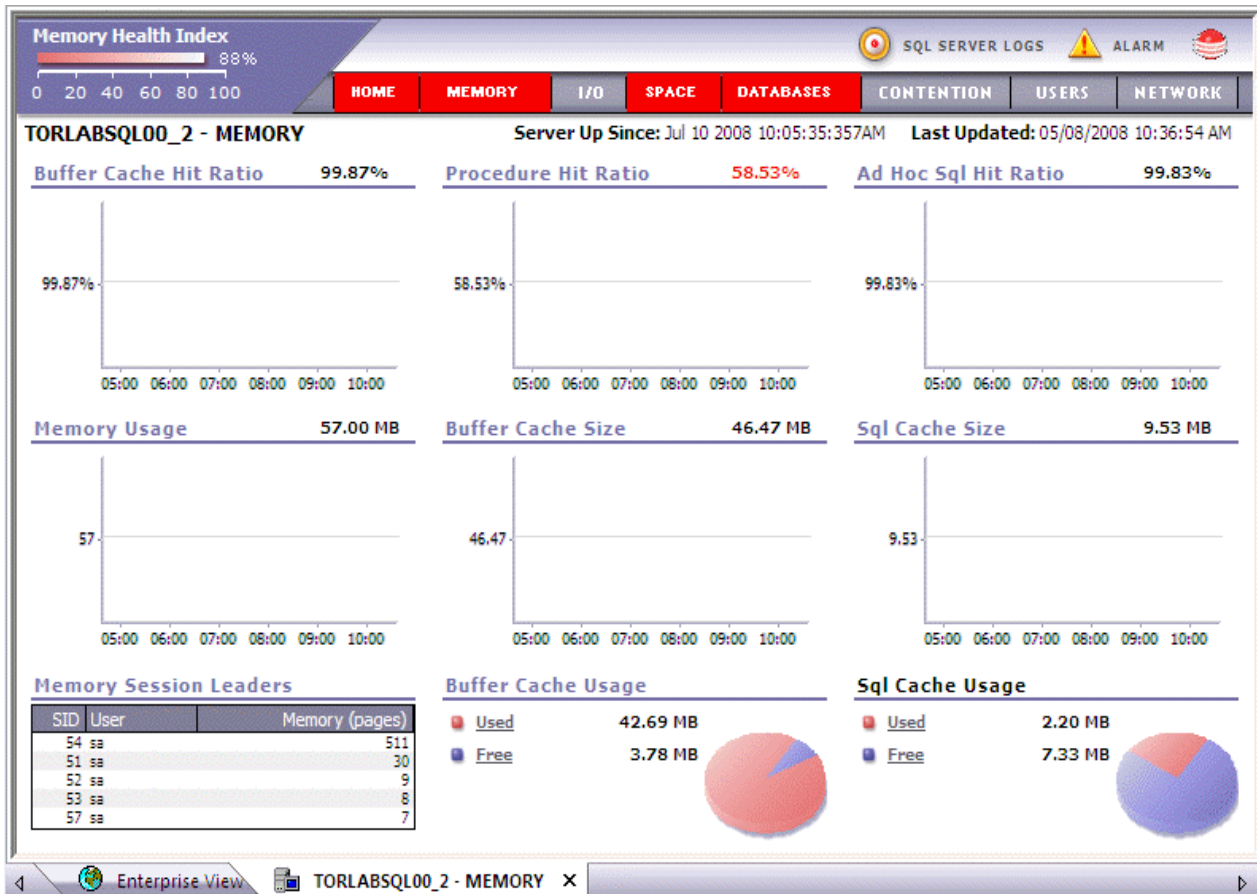 Memory Health Index
88%
0 20 40 60 80 100
SQL SERVER LOGS ALARM
HOME MEMORY I/O SPACE DATABASES CONTENTION USERS NETWORK
TORLABSQL00_2 - MEMORY Server Up Since: Jul 10 2008 10:05:35:357AM Last Updated: 05/08/2008 10:36:54 AM
Buffer Cache Hit Ratio 99.87% Procedure Hit Ratio 58.53% Ad Hoc Sql Hit Ratio 99.83%
99.87% 58.53% 99.83%
05:00 06:00 07:00 08:00 09:00 10:00 05:00 06:00 07:00 08:00 09:00 10:00 05:00 06:00 07:00 08:00 09:00 10:00
Memory Usage 57.00 MB Buffer Cache Size 46.47 MB Sql Cache Size 9.53 MB
57 46.47 9.53
05:00 06:00 07:00 08:00 09:00 10:00 05:00 06:00 07:00 08:00 09:00 10:00 05:00 06:00 07:00 08:00 09:00 10:00
Memory Session Leaders Buffer Cache Usage Sql Cache Usage
SID User Memory (pages)
54 sa 511
51 sa 30
52 sa 9
53 sa 8
57 sa 7
Used 42.69 MB
Free 3.78 MB
Used 2.20 MB
Free 7.33 MB
Enterprise View TORLABSQL00_2 - MEMORY X